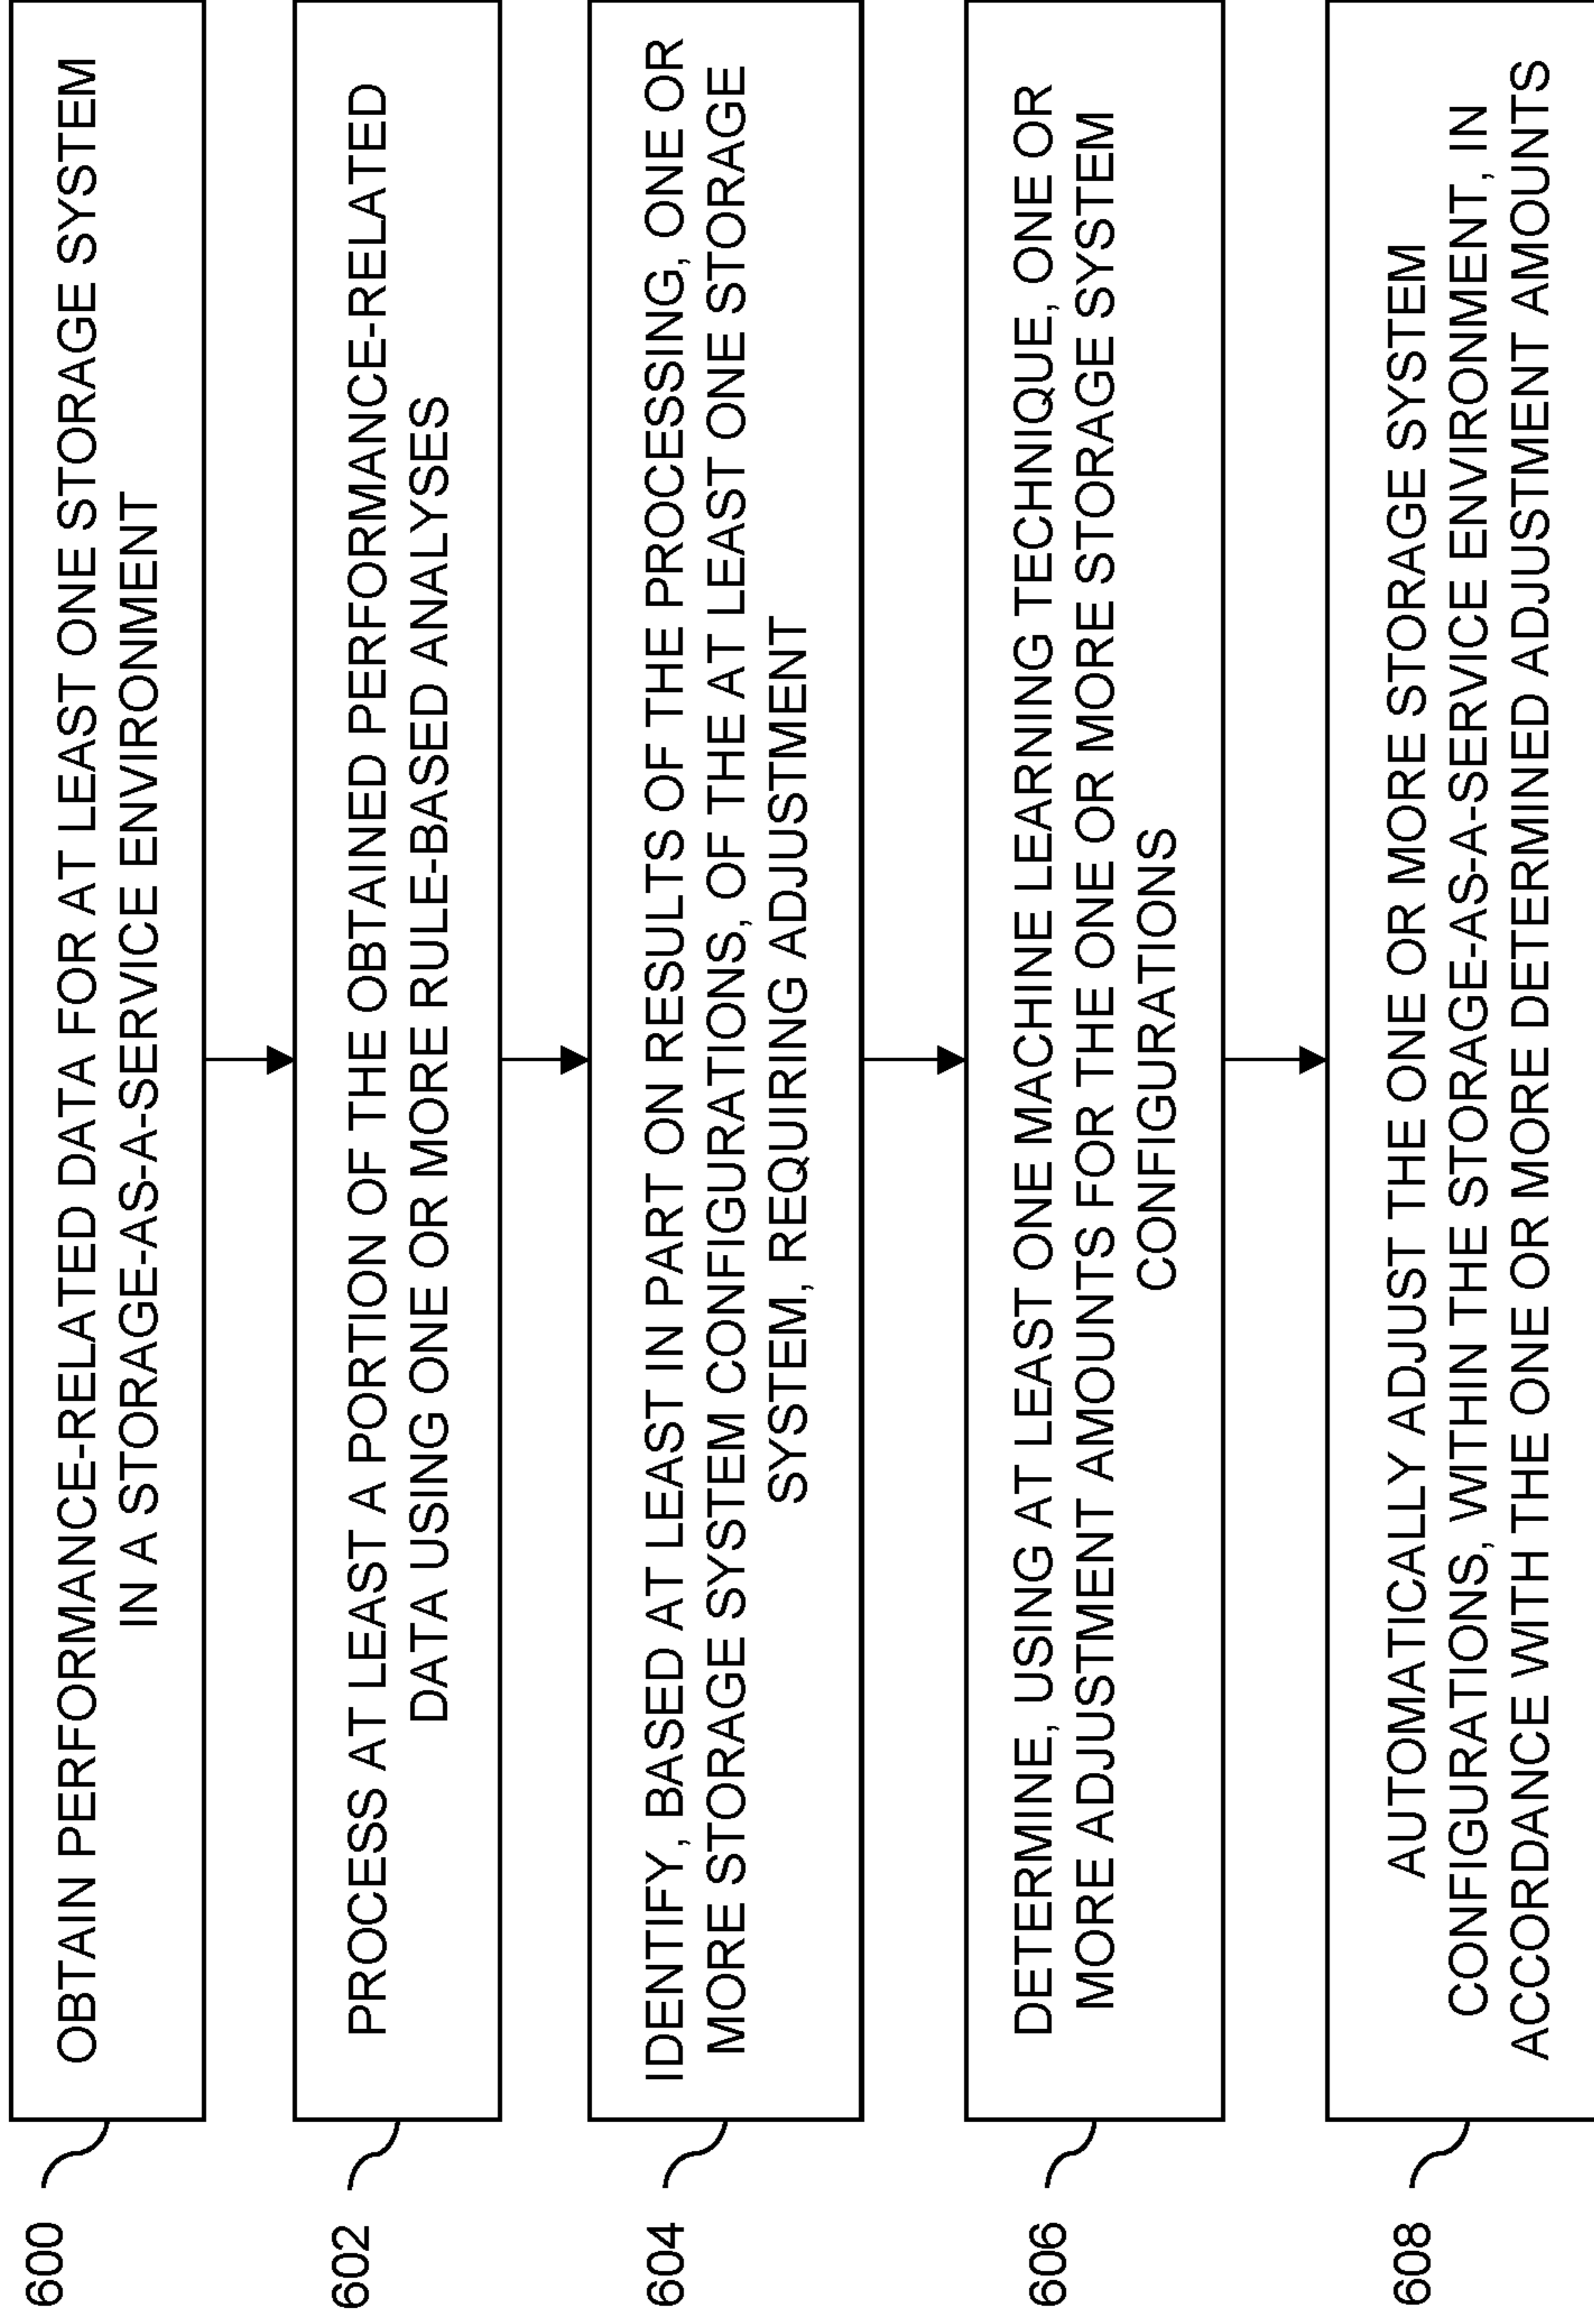 600
OBTAIN PERFORMANCE-RELATED DATA FOR AT LEAST ONE STORAGE SYSTEM
IN A STORAGE-AS-A-SERVICE ENVIRONMENT
602
PROCESS AT LEAST A PORTION OF THE OBTAINED PERFORMANCE-RELATED
DATA USING ONE OR MORE RULE-BASED ANALYSES
604
IDENTIFY, BASED AT LEAST IN PART ON RESULTS OF THE PROCESSING, ONE OR
MORE STORAGE SYSTEM CONFIGURATIONS, OF THE AT LEAST ONE STORAGE
SYSTEM, REQUIRING ADJUSTMENT
606
DETERMINE, USING AT LEAST ONE MACHINE LEARNING TECHNIQUE, ONE OR
MORE ADJUSTMENT AMOUNTS FOR THE ONE OR MORE STORAGE SYSTEM
CONFIGURATIONS
608
AUTOMATICALLY ADJUST THE ONE OR MORE STORAGE SYSTEM
CONFIGURATIONS, WITHIN THE STORAGE-AS-A-SERVICE ENVIRONMENT, IN
ACCORDANCE WITH THE ONE OR MORE DETERMINED ADJUSTMENT AMOUNTS